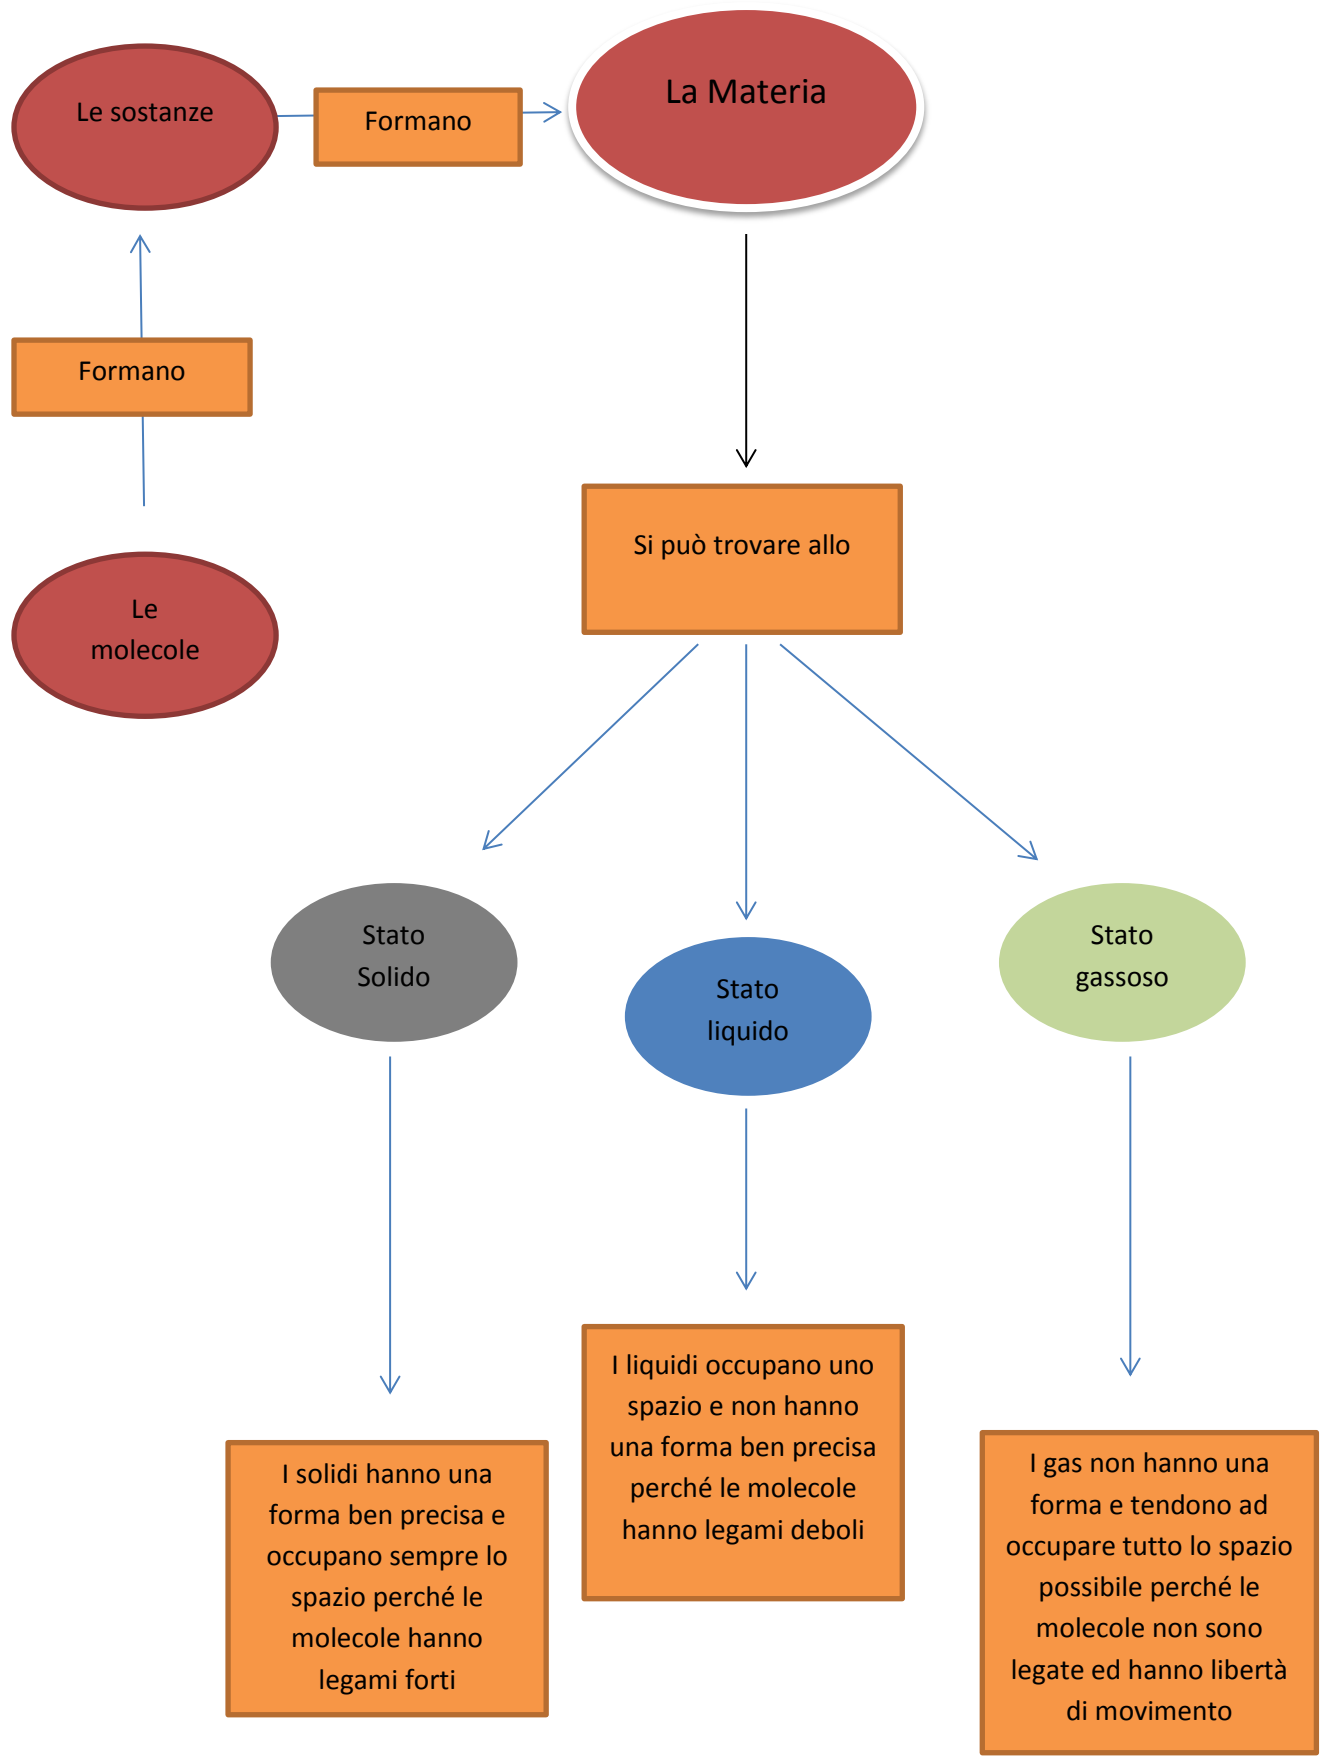 Le sostanze
Formano
La Materia
Formano
Le
molecole
Si può trovare allo
Stato
Solido
Stato
liquido
Stato
gassoso
I solidi hanno una
forma ben precisa e
occupano sempre lo
spazio perché le
molecole hanno
legami forti
I liquidi occupano uno
spazio e non hanno
una forma ben precisa
perché le molecole
hanno legami deboli
I gas non hanno una
forma e tendono ad
occupare tutto lo spazio
possibile perché le
molecole non sono
legate ed hanno libertà
di movimento